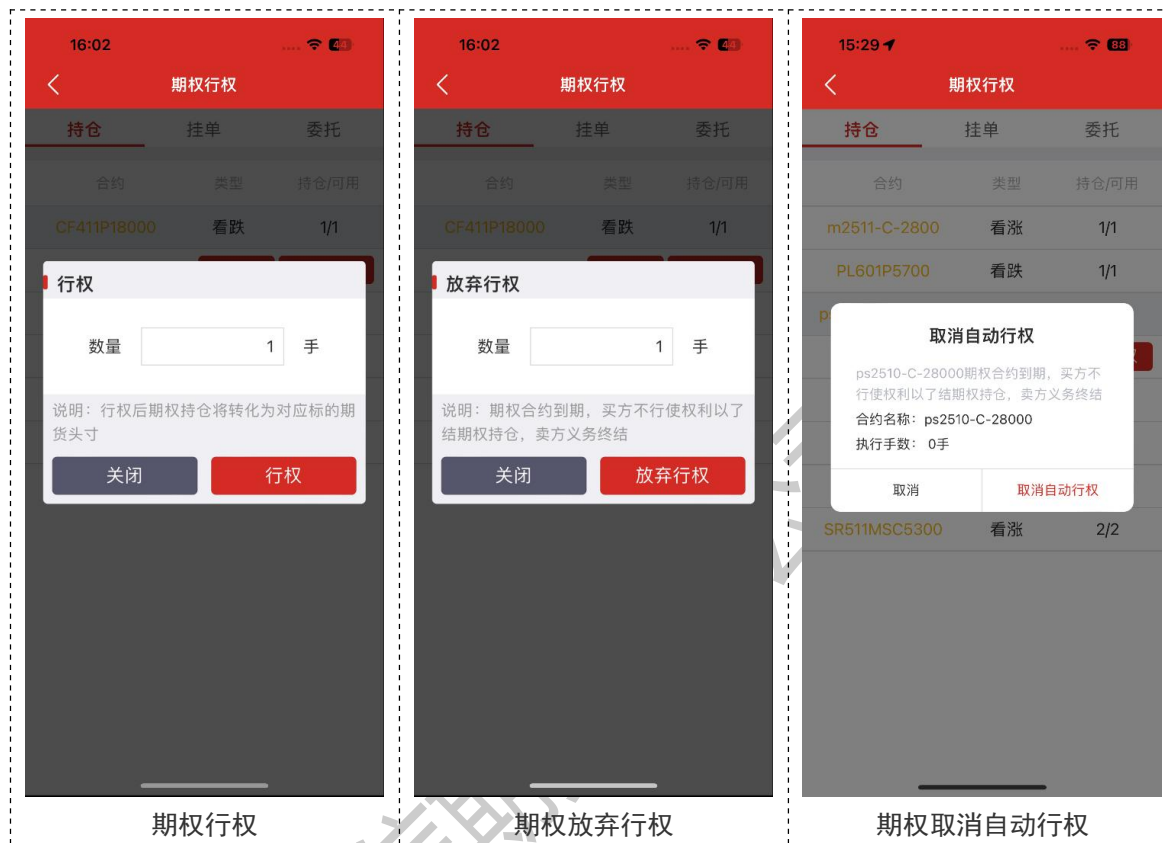 16:02
44
期权行权
持仓 挂单 委托
合约 类型 持仓/可用
CF411P18000 看跌 1/1
行权
数量 1 手
说明：行权后期权持仓将转化为对应标的期
货头寸
关闭 行权
期权行权
16:02
44
期权行权
持仓 挂单 委托
合约 类型 持仓/可用
CF411P18000 看跌 1/1
放弃行权
数量 1 手
说明：期权合约到期，买方不行使权利以了
结期权持仓，卖方义务终结
关闭 放弃行权
期权放弃行权
15:29
88
期权行权
持仓 挂单 委托
合约 类型 持仓/可用
m2511-C-2800 看涨 1/1
PL601P5700 看跌 1/1
取消自动行权
ps2510-C-28000期权合约到期，买方不
行使权利以了结期权持仓，卖方义务终结
合约名称：ps2510-C-28000
执行手数：0手
取消 取消自动行权
SR511MSC5300 看涨 2/2
期权取消自动行权